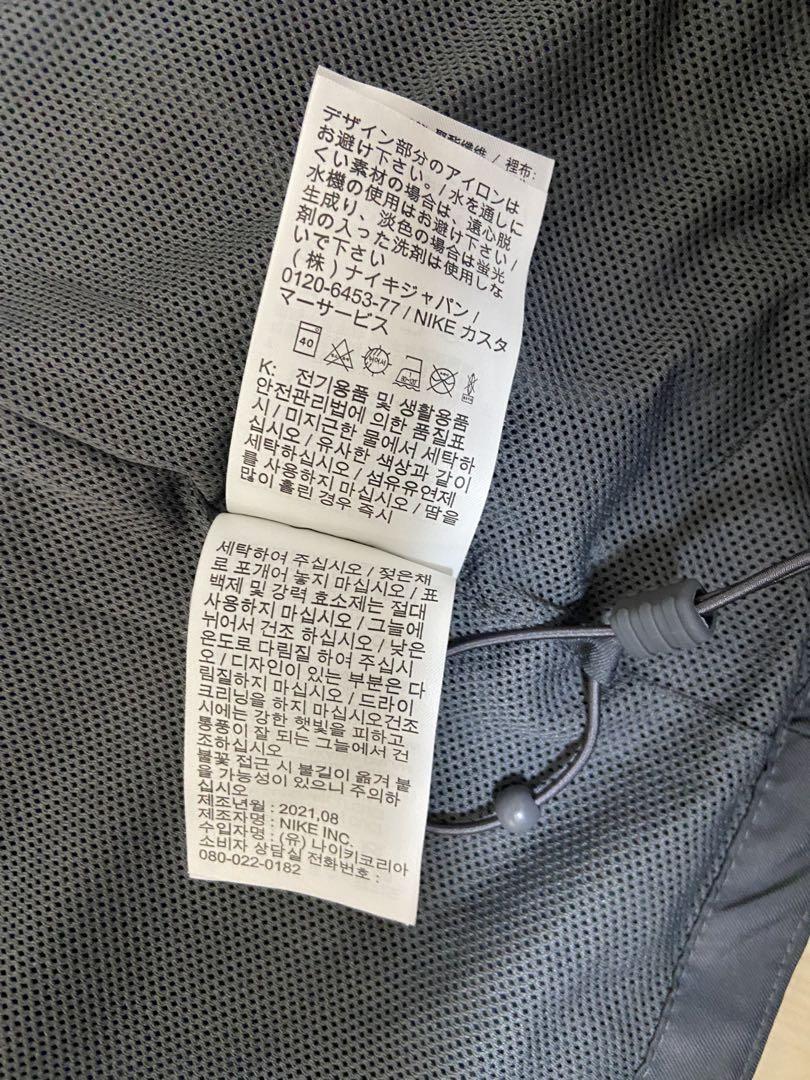 / 裡布:
デザイン部分のアイロンは
お避け下さい。/ 水を通しに
くい素材の場合は、遠心脱
水機の使用はお避け下さい /
生成り、淡色の場合は蛍光
剤の入った洗剤は使用しな
いで下さい
(株) ナイキジャパン /
0120-6453-77 / NIKE カスタ
マーサービス
40
K: 전기용품 및 생활용품
안전관리법에 의한 품질표
시 / 미지근한 물에서 세탁하
십시오 / 유사한 색상과 같이
세탁하십시오 / 섬유유연제
를 사용하지 마십시오 / 땀을
많이 흘린 경우 즉시
세탁하여 주십시오 / 젖은채
로 포개어 놓지 마십시오 / 표
백제 및 강력 효소제는 절대
사용하지 마십시오 / 그늘에
뉘어서 건조 하십시오 / 낮은
온도로 다림질 하여 주십시
오 / 디자인이 있는 부분은 다
림질하지 마십시오 / 드라이
크리닝을 하지 마십시오건조
시에는 강한 햇빛을 피하고
통풍이 잘 되는 그늘에서 건
조하십시오
불꽃 접근 시 불길이 옮겨 붙
을 가능성이 있으니 주의하
십시오
제조년월 : 2021,08
제조자명 : NIKE INC.
수입자명 : (유) 나이키코리아
소비자 상담실 전화번호 :
080-022-0182